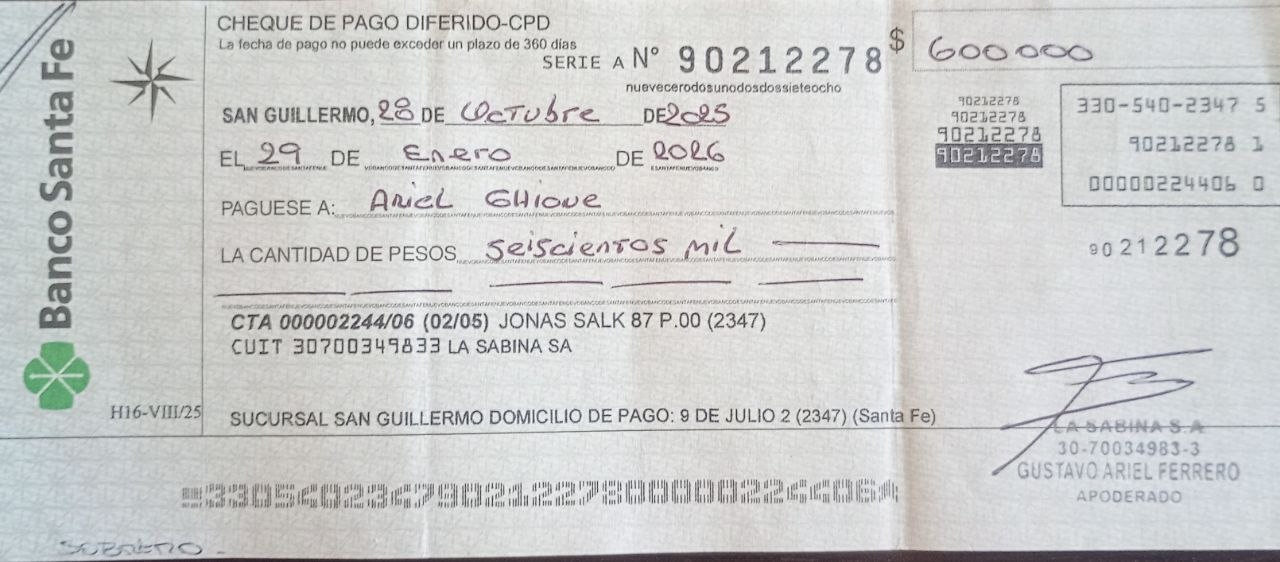 Banco Santa Fe
CHEQUE DE PAGO DIFERIDO-CPD
La fecha de pago no puede exceder un plazo de 360 días
SERIE A N° 90212278
nuevecerodosunodosdossieteocho
$ 600000
SAN GUILLERMO, 28 DE Octubre DE 2025
EL 29 DE Enero DE 2026
PAGUESE A: Ariel Ghione
LA CANTIDAD DE PESOS seiscientos mil
90212278
90212278
90212278
90212278
330-540-2347 5
90212278 1
00000224406 0
90212278
CTA 000002244/06 (02/05) JONAS SALK 87 P.00 (2347)
CUIT 30700349833 LA SABINA SA
H16-VIII/25
SUCURSAL SAN GUILLERMO DOMICILIO DE PAGO: 9 DE JULIO 2 (2347) (Santa Fe)
LA SABINA S.A
30-70034983-3
GUSTAVO ARIEL FERRERO
APODERADO